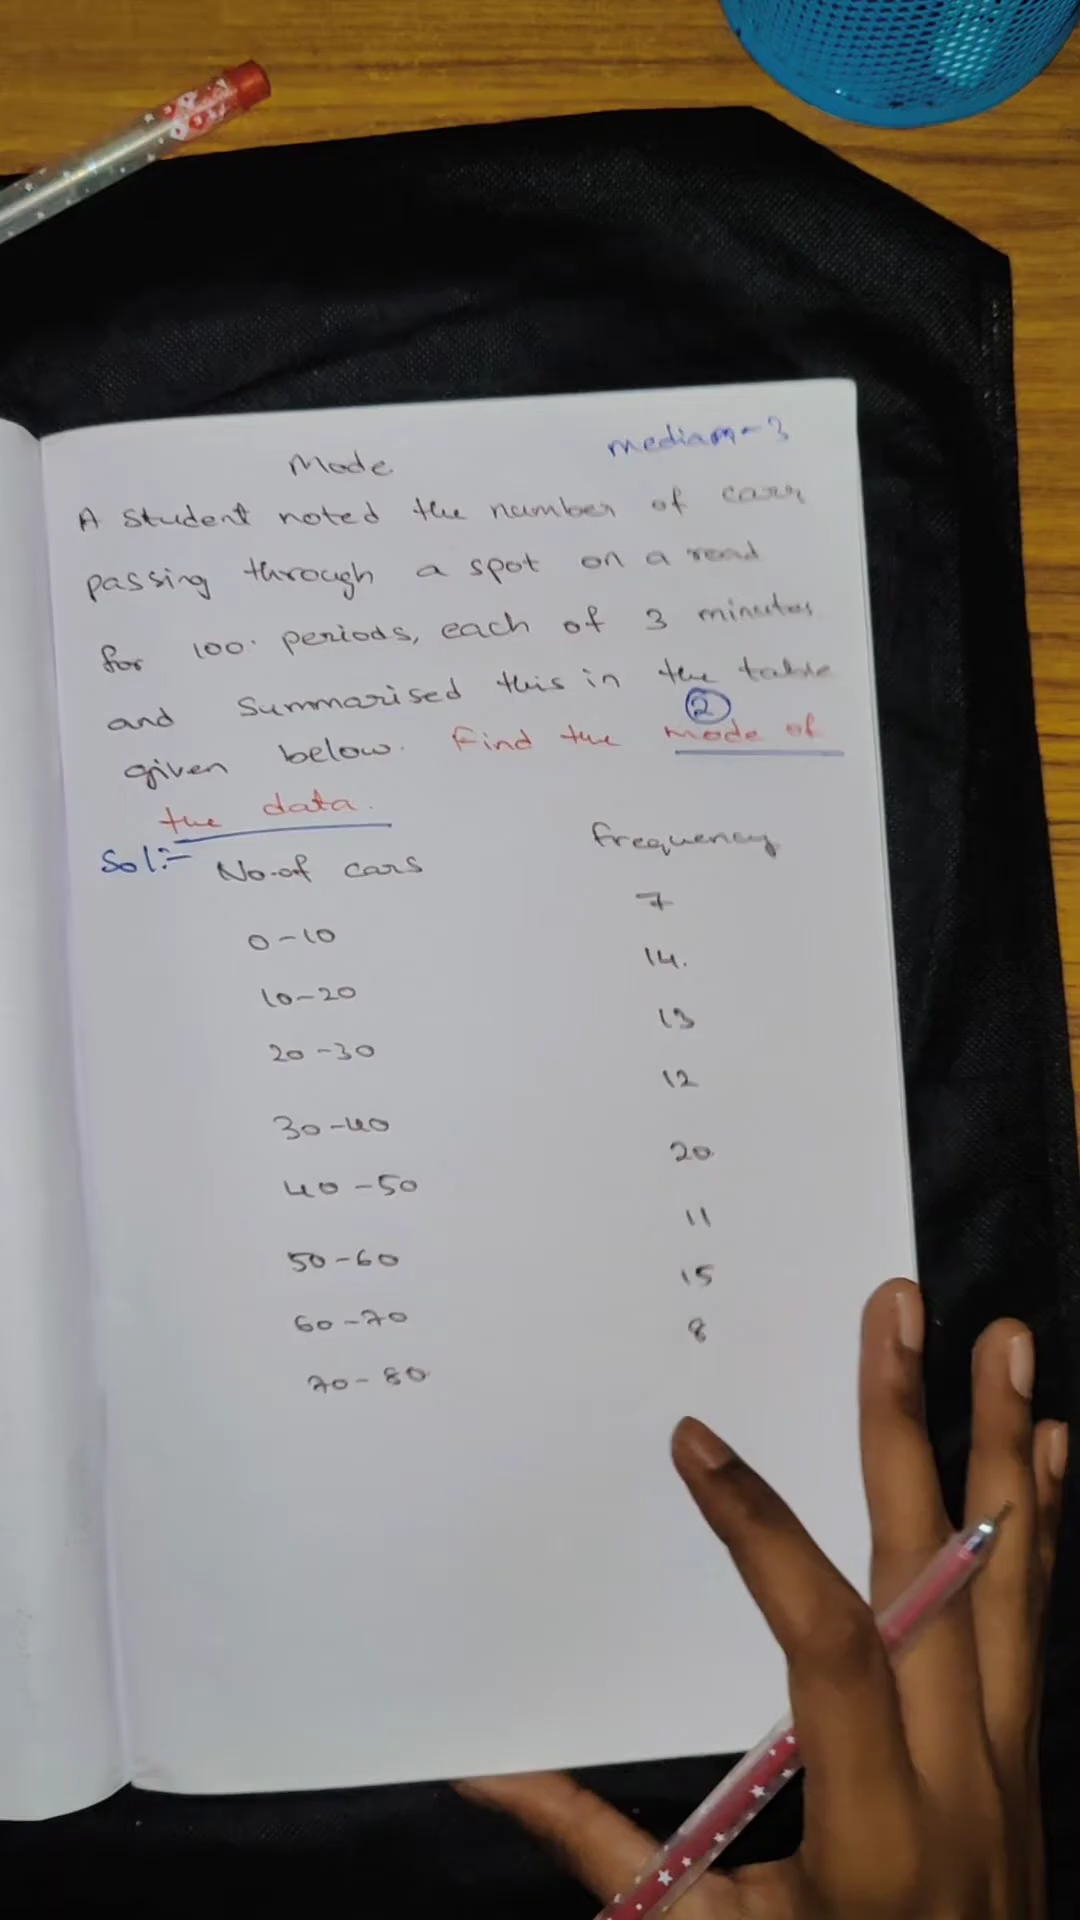 Mode
median-3
A student noted the number of cars
passing through a spot on a road
for 100. periods, each of 3 minutes
and Summarised this in the table
②
given below. Find the mode of
the data.
Sol:- No.of cars frequency
0-10 7
10-20 14.
20-30 13
30-40 12
40-50 20
50-60 11
60-70 15
70-80 8